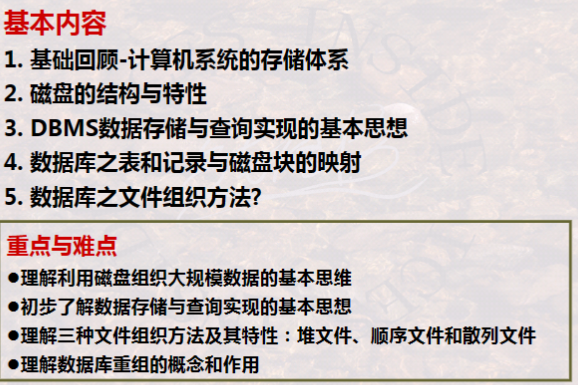 基本内容
1. 基础回顾-计算机系统的存储体系
2. 磁盘的结构与特性
3. DBMS数据存储与查询实现的基本思想
4. 数据库之表和记录与磁盘块的映射
5. 数据库之文件组织方法?
重点与难点
●理解利用磁盘组织大规模数据的基本思维
●初步了解数据存储与查询实现的基本思想
●理解三种文件组织方法及其特性：堆文件、顺序文件和散列文件
●理解数据库重组的概念和作用